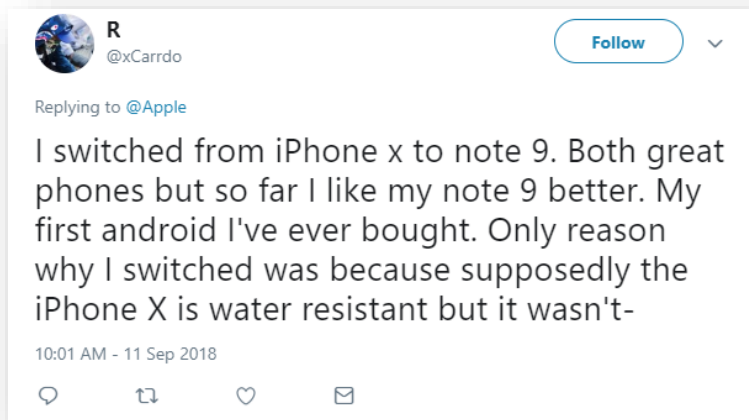 R
@xCarrdo
Follow
Replying to @Apple
I switched from iPhone x to note 9. Both great
phones but so far I like my note 9 better. My
first android I've ever bought. Only reason
why I switched was because supposedly the
iPhone X is water resistant but it wasn't-
10:01 AM - 11 Sep 2018